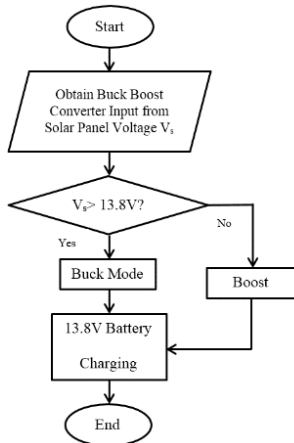 Start
Obtain Buck Boost
Converter Input from
Solar Panel Voltage Vₛ
Vₛ> 13.8V?
No
Yes
Buck Mode
Boost
13.8V Battery
Charging
End